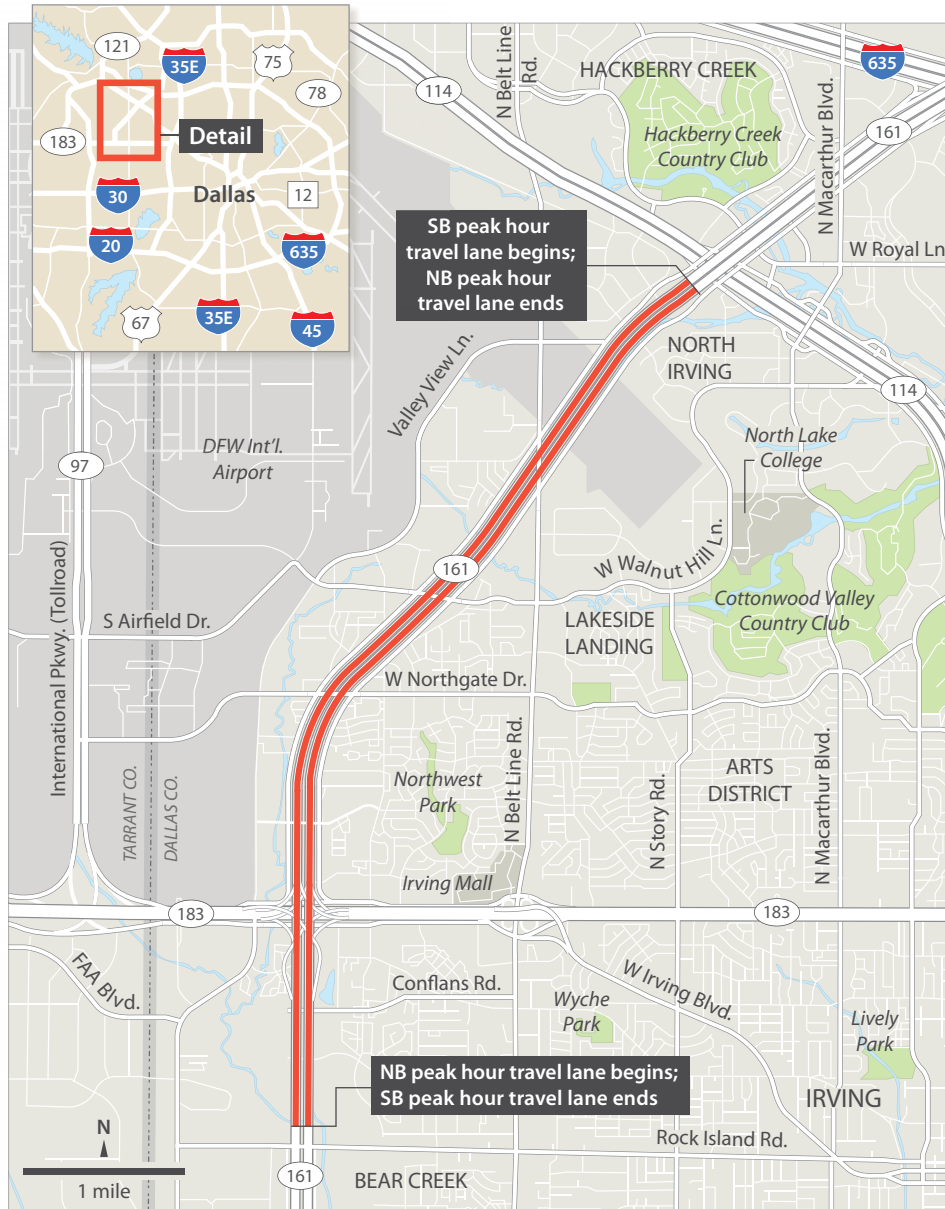 121
35E
75
78
183
Detail
30
Dallas
12
20
635
67
35E
45
114
N Belt Line
Rd.
HACKBERRY CREEK
Hackberry Creek
Country Club
N Macarthur Blvd.
635
161
W Royal Ln
SB peak hour
travel lane begins;
NB peak hour
travel lane ends
NORTH
IRVING
Valley View Ln.
114
DFW Int'l.
Airport
97
North Lake
College
International Pkwy. (Tollroad)
161
W Walnut Hill Ln.
S Airfield Dr.
LAKESIDE
LANDING
Cottonwood Valley
Country Club
W Northgate Dr.
TARRANT CO.
DALLAS CO.
Northwest
Park
N Belt Line Rd.
N Story Rd.
ARTS
DISTRICT
N Macarthur Blvd.
Irving Mall
183
183
FAA Blvd.
Conflans Rd.
W Irving Blvd.
Wyche
Park
Lively
Park
NB peak hour travel lane begins;
SB peak hour travel lane ends
IRVING
N
Rock Island Rd.
1 mile
161
BEAR CREEK